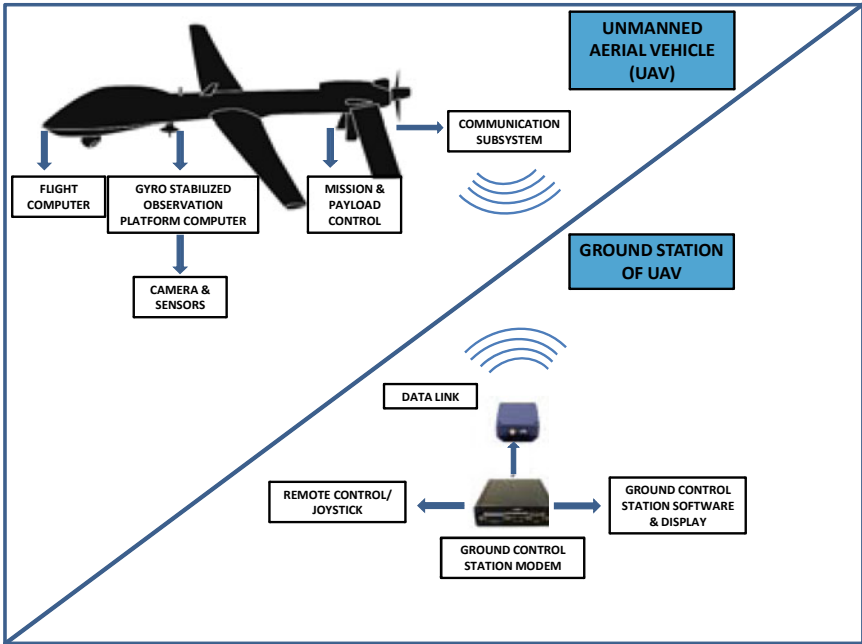 UNMANNED
AERIAL VEHICLE
(UAV)
COMMUNICATION
SUBSYSTEM
FLIGHT
COMPUTER
GYRO STABILIZED
OBSERVATION
PLATFORM COMPUTER
MISSION &
PAYLOAD
CONTROL
CAMERA &
SENSORS
GROUND STATION
OF UAV
DATA LINK
REMOTE CONTROL/
JOYSTICK
GROUND CONTROL
STATION SOFTWARE
& DISPLAY
GROUND CONTROL
STATION MODEM